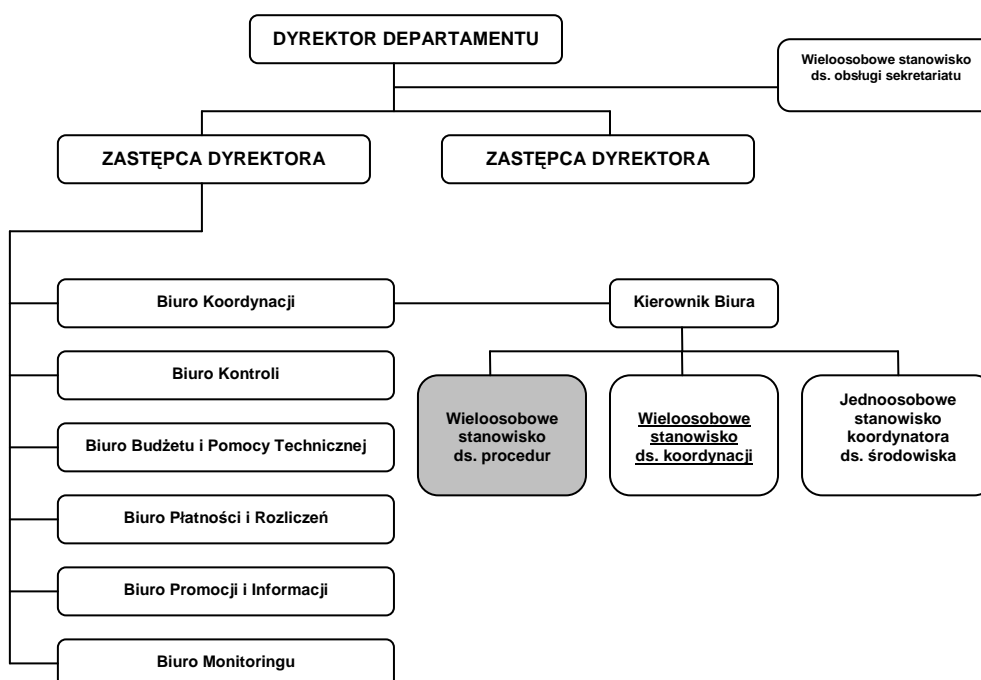 DYREKTOR DEPARTAMENTU
Wieloosobowe stanowisko
ds. obsługi sekretariatu
ZASTĘPCA DYREKTORA
ZASTĘPCA DYREKTORA
Biuro Koordynacji
Kierownik Biura
Biuro Kontroli
Wieloosobowe
stanowisko
ds. procedur
Wieloosobowe
stanowisko
ds. koordynacji
Jednoosobowe
stanowisko
koordynatora
ds. środowiska
Biuro Budżetu i Pomocy Technicznej
Biuro Płatności i Rozliczeń
Biuro Promocji i Informacji
Biuro Monitoringu